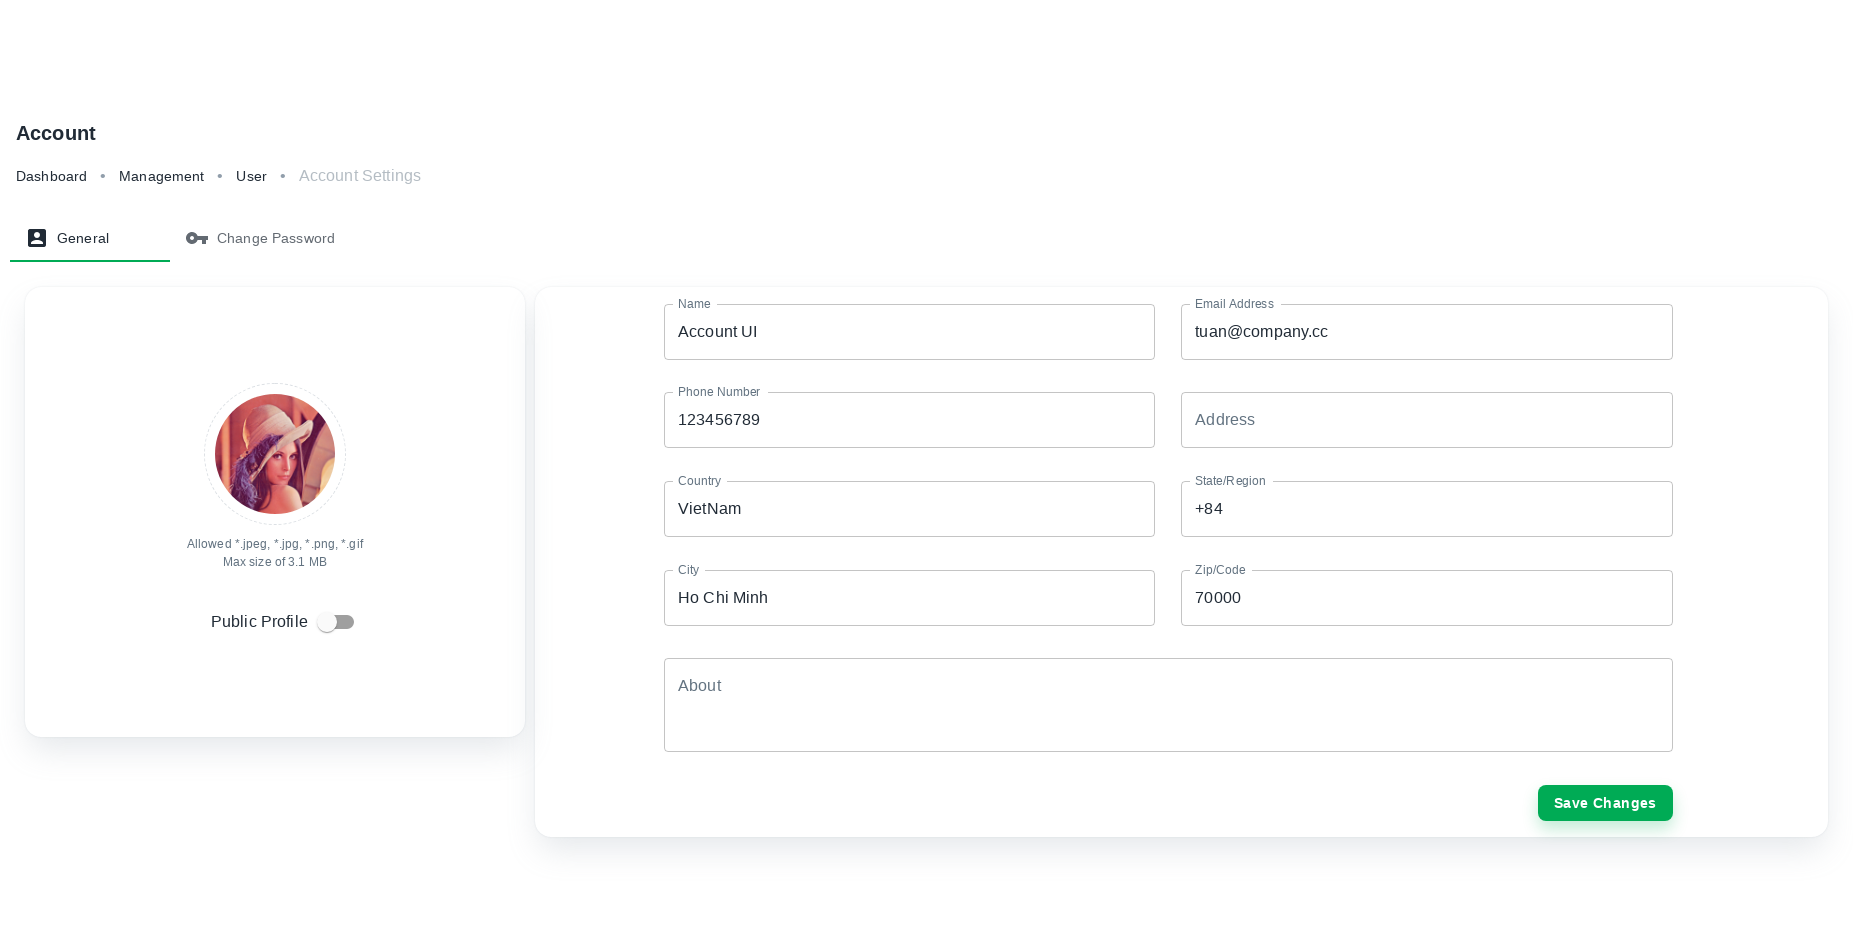 Account
Dashboard • Management • User • Account Settings
General
Change Password
Allowed *.jpeg, *.jpg, *.png, *.gif
Max size of 3.1 MB
Public Profile
Name
Account UI
Email Address
tuan@company.cc
Phone Number
123456789
Address
Country
VietNam
State/Region
+84
City
Ho Chi Minh
Zip/Code
70000
About
Save Changes